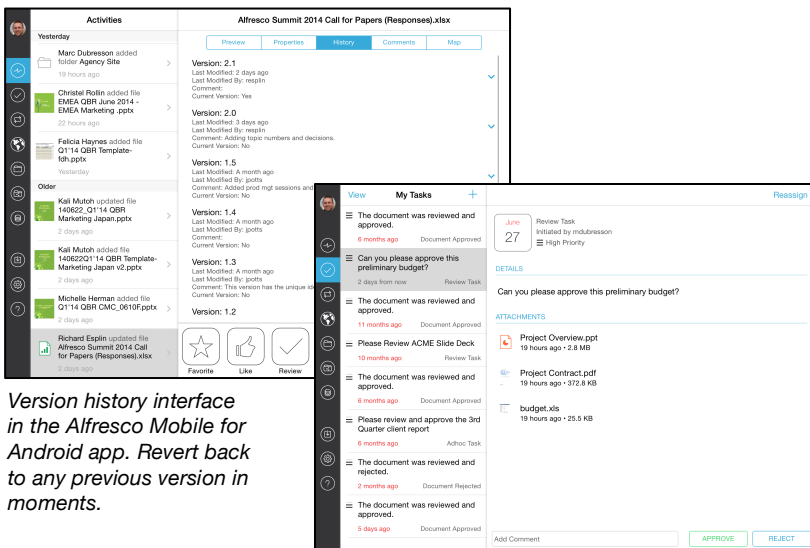 Activities
Yesterday
Marc Dubresson added
folder Agency Site
19 hours ago
Christel Rollin added file
EMEA QBR June 2014 -
EMEA Marketing .pptx
22 hours ago
Felicia Haynes added file
Q1'14 QBR Template-
fdh.pptx
Yesterday
Older
Kali Mutoh updated file
140622_Q1'14 QBR
Marketing Japan.pptx
2 days ago
Kali Mutoh added file
140622Q1'14 QBR Template-
Marketing Japan v2.pptx
2 days ago
Michelle Herman added file
Q1'14 QBR CMC_0610F.pptx
2 days ago
Richard Esplin updated file
Alfresco Summit 2014 Call
for Papers (Responses).xlsx
2 days ago
Alfresco Summit 2014 Call for Papers (Responses).xlsx
Preview Properties History Comments Map
Version: 2.1
Last Modified: 2 days ago
Last Modified By: resplin
Comment:
Current Version: Yes
Version: 2.0
Last Modified: 3 days ago
Last Modified By: resplin
Comment: Adding topic numbers and decisions.
Current Version: No
Version: 1.5
Last Modified: A month ago
Last Modified By: jpotts
Comment: Added prod mgt sessions and
Current Version: No
Version: 1.4
Last Modified: A month ago
Last Modified By: jpotts
Comment:
Current Version: No
Version: 1.3
Last Modified: A month ago
Last Modified By: jpotts
Comment: This version has the unique ide
Current Version: No
Version: 1.2
Favorite Like Review
View My Tasks +
The document was reviewed and
approved.
6 months ago Document Approved
Can you please approve this
preliminary budget?
2 days from now Review Task
The document was reviewed and
approved.
11 months ago Document Approved
Please Review ACME Slide Deck
10 months ago Review Task
The document was reviewed and
approved.
6 months ago Document Approved
Please review and approve the 3rd
Quarter client report
6 months ago Adhoc Task
The document was reviewed and
rejected.
2 months ago Document Rejected
The document was reviewed and
approved.
5 days ago Document Approved
Reassign
June
27
Review Task
Initiated by mdubresson
High Priority
DETAILS
Can you please approve this preliminary budget?
ATTACHMENTS
Project Overview.ppt
19 hours ago • 2.8 MB
Project Contract.pdf
19 hours ago • 372.8 KB
budget.xls
19 hours ago • 25.5 KB
Add Comment APPROVE REJECT
Version history interface
in the Alfresco Mobile for
Android app. Revert back
to any previous version in
moments.